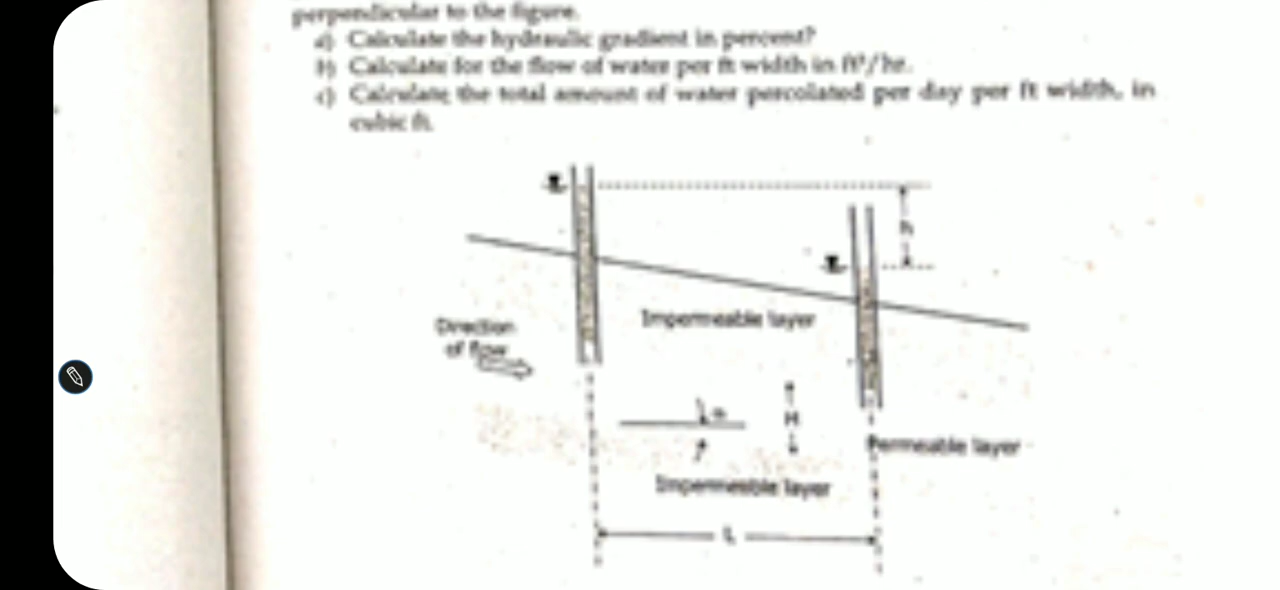 perpendicular to the figure.
a) Calculate the hydraulic gradient in percent?
b) Calculate for the flow of water per ft width in ft³/hr.
c) Calculate the total amount of water percolated per day per ft width, in
cubic ft.
h
Impermeable layer
Direction
of flow
H
Permeable layer
Impermeable layer
L